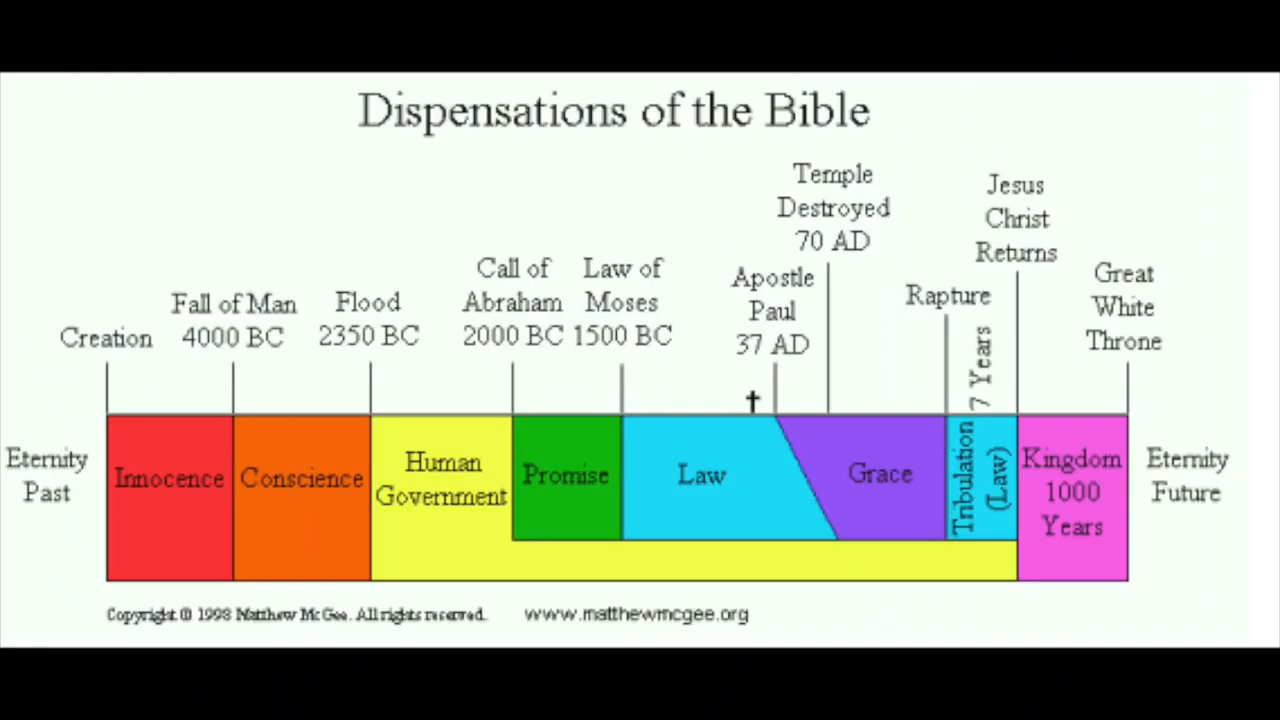 Dispensations of the Bible
Creation
Fall of Man
4000 BC
Flood
2350 BC
Call of
Abraham
2000 BC
Law of
Moses
1500 BC
Apostle
Paul
37 AD
Temple
Destroyed
70 AD
Rapture
7 Years
Jesus
Christ
Returns
Great
White
Throne
Eternity
Past
Innocence
Conscience
Human
Government
Promise
Law
Grace
Tribulation
(Law)
Kingdom
1000
Years
Eternity
Future
Copyright © 1998 Matthew McGee. All rights reserved. www.matthewmcgee.org